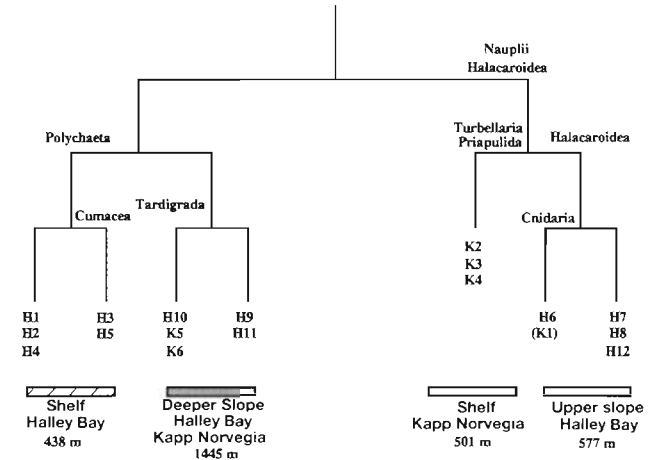 Nauplii
Halacaroidea
Polychaeta
Turbellaria
Priapulida
Halacaroidea
Cumacea
Tardigrada
Cnidaria
K2
K3
K4
H1 H3 H10 H9 H6 H7
H2 H5 K5 H11 (K1) H8
H4 K6 H12
Shelf
Halley Bay
438 m
Deeper Slope
Halley Bay
Kapp Norvegia
1445 m
Shelf
Kapp Norvegia
501 m
Upper slope
Halley Bay
577 m